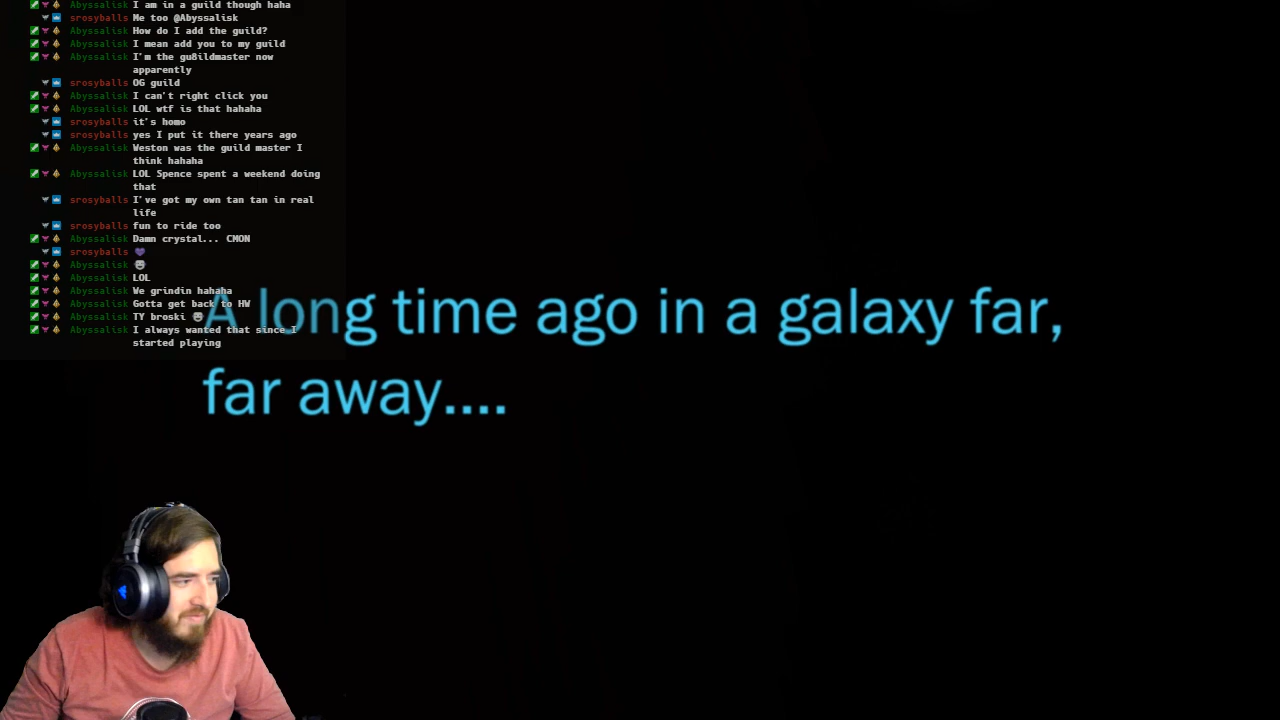 Abyssalisk I am in a guild though haha
srosyballs Me too @Abyssalisk
Abyssalisk How do I add the guild?
Abyssalisk I mean add you to my guild
Abyssalisk I'm the gu8ildmaster now
apparently
srosyballs OG guild
Abyssalisk I can't right click you
Abyssalisk LOL wtf is that hahaha
srosyballs it's homo
srosyballs yes I put it there years ago
Abyssalisk Weston was the guild master I
think hahaha
Abyssalisk LOL Spence spent a weekend doing
that
srosyballs I've got my own tan tan in real
life
srosyballs fun to ride too
Abyssalisk Damn crystal... CMON
srosyballs
Abyssalisk
Abyssalisk LOL
Abyssalisk We grindin hahaha
Abyssalisk Gotta get back to HW
Abyssalisk TY broski
Abyssalisk I always wanted that since I
started playing
A long time ago in a galaxy far,
far away....